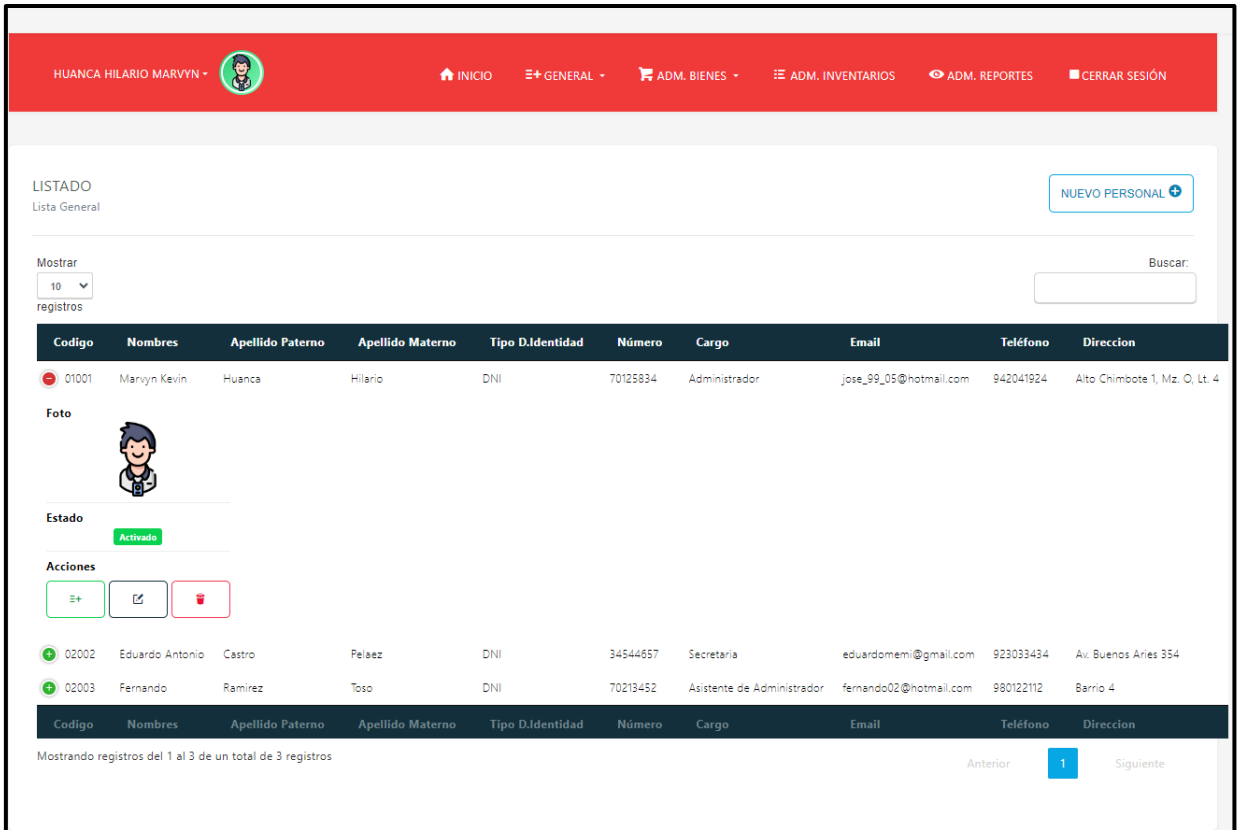 HUANCA HILARIO MARVYN INICIO GENERAL ADM. BIENES ADM. INVENTARIOS ADM. REPORTES CERRAR SESIÓN
LISTADO
Lista General
NUEVO PERSONAL
Mostrar
10
registros
Buscar:
Codigo Nombres Apellido Paterno Apellido Materno Tipo D.Identidad Número Cargo Email Teléfono Direccion
01001 Marvyn Kevin Huanca Hilario DNI 70125834 Administrador jose_99_05@hotmail.com 942041924 Alto Chimbote 1, Mz. O, Lt. 4
Foto
Estado
Activado
Acciones
02002 Eduardo Antonio Castro Pelaez DNI 34544657 Secretaria eduardomemi@gmail.com 923033434 Av. Buenos Aries 354
02003 Fernando Ramirez Toso DNI 70213452 Asistente de Administrador fernando02@hotmail.com 980122112 Barrio 4
Codigo Nombres Apellido Paterno Apellido Materno Tipo D.Identidad Número Cargo Email Teléfono Direccion
Mostrando registros del 1 al 3 de un total de 3 registros
Anterior 1 Siguiente